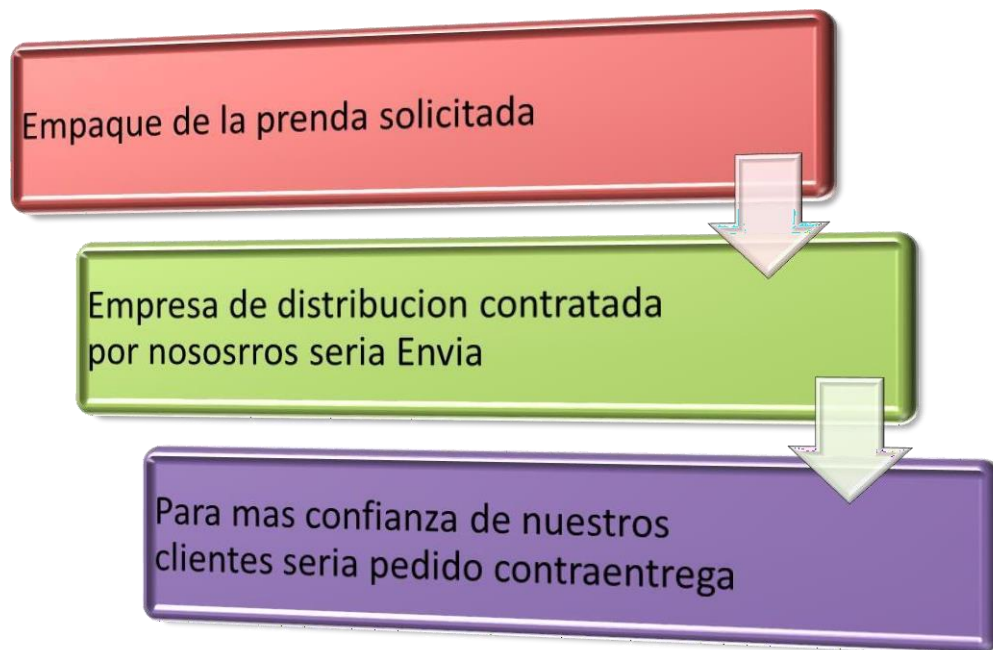 Empaque de la prenda solicitada
Empresa de distribucion contratada
por nososrros seria Envia
Para mas confianza de nuestros
clientes seria pedido contraentrega